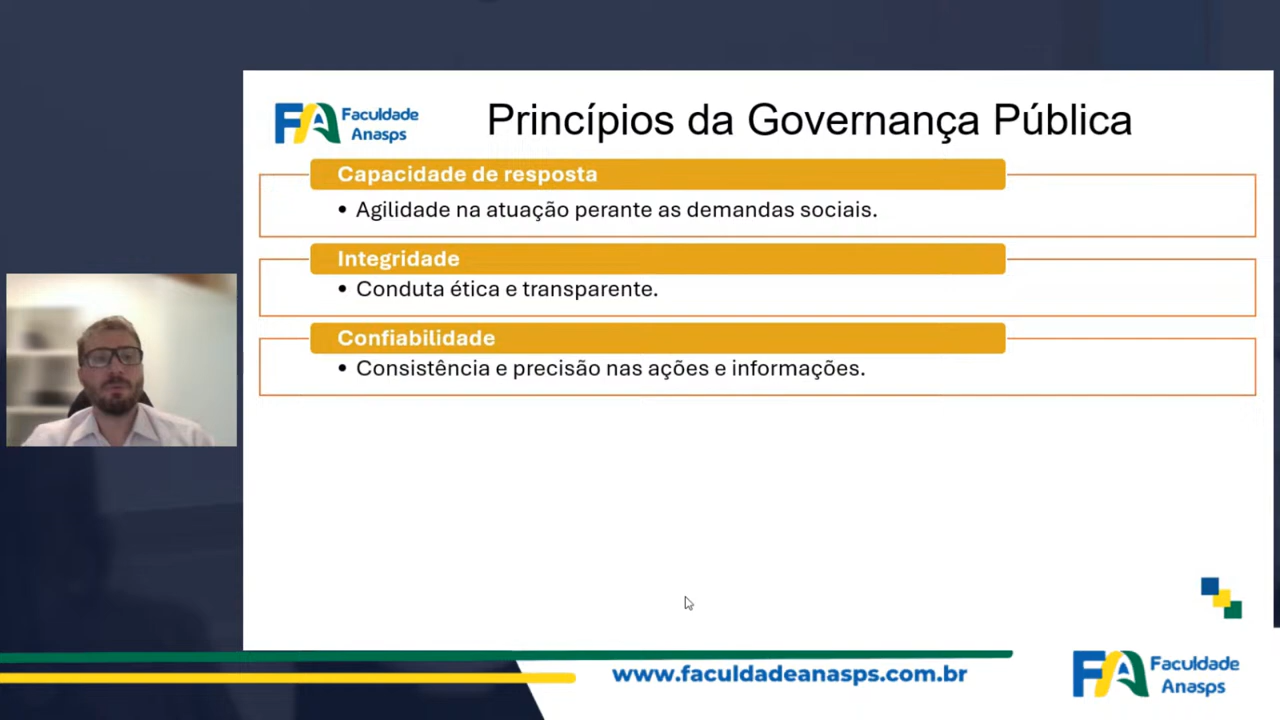 Faculdade
Anasps
Princípios da Governança Pública
Capacidade de resposta
• Agilidade na atuação perante as demandas sociais.
Integridade
• Conduta ética e transparente.
Confiabilidade
• Consistência e precisão nas ações e informações.
www.faculdadeanasps.com.br
FA Faculdade
Anasps